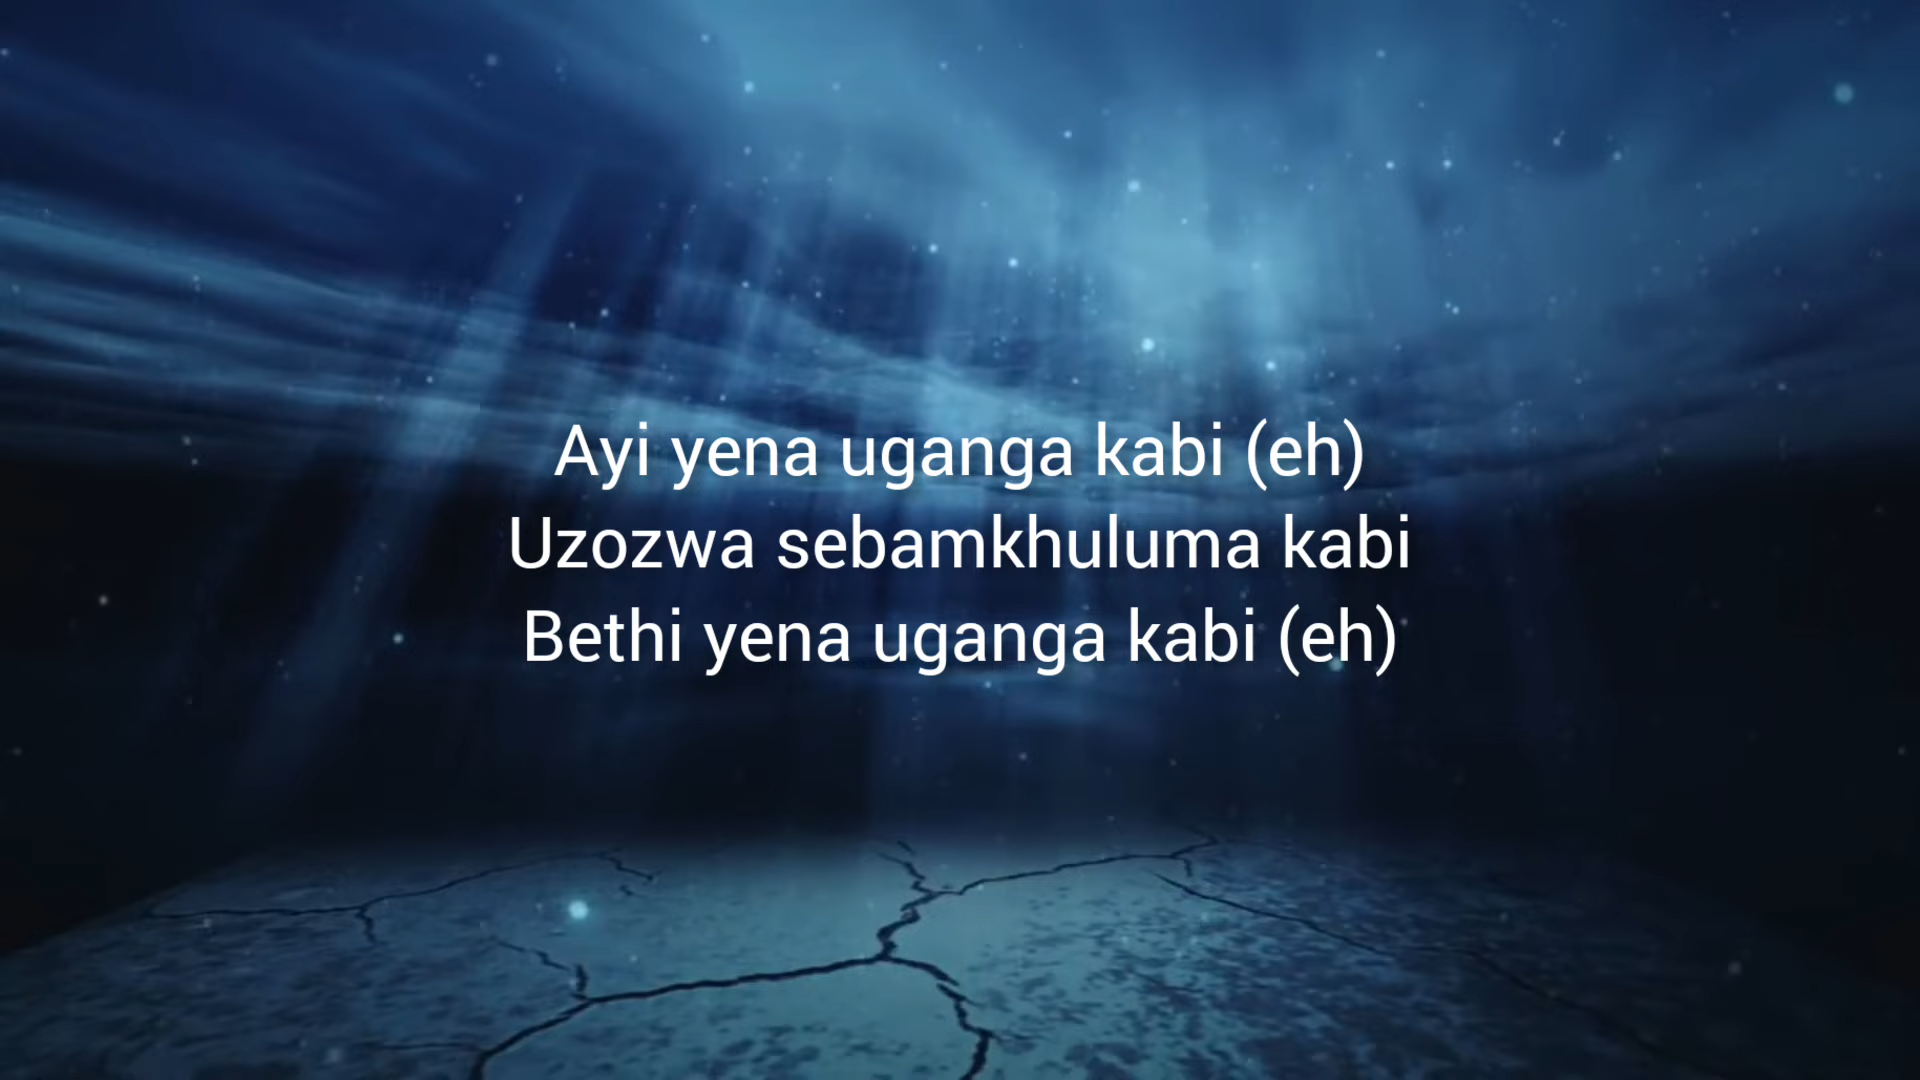 Ayi yena uganga kabi (eh)
Uzozwa sebamkhuluma kabi
Bethi yena uganga kabi (eh)